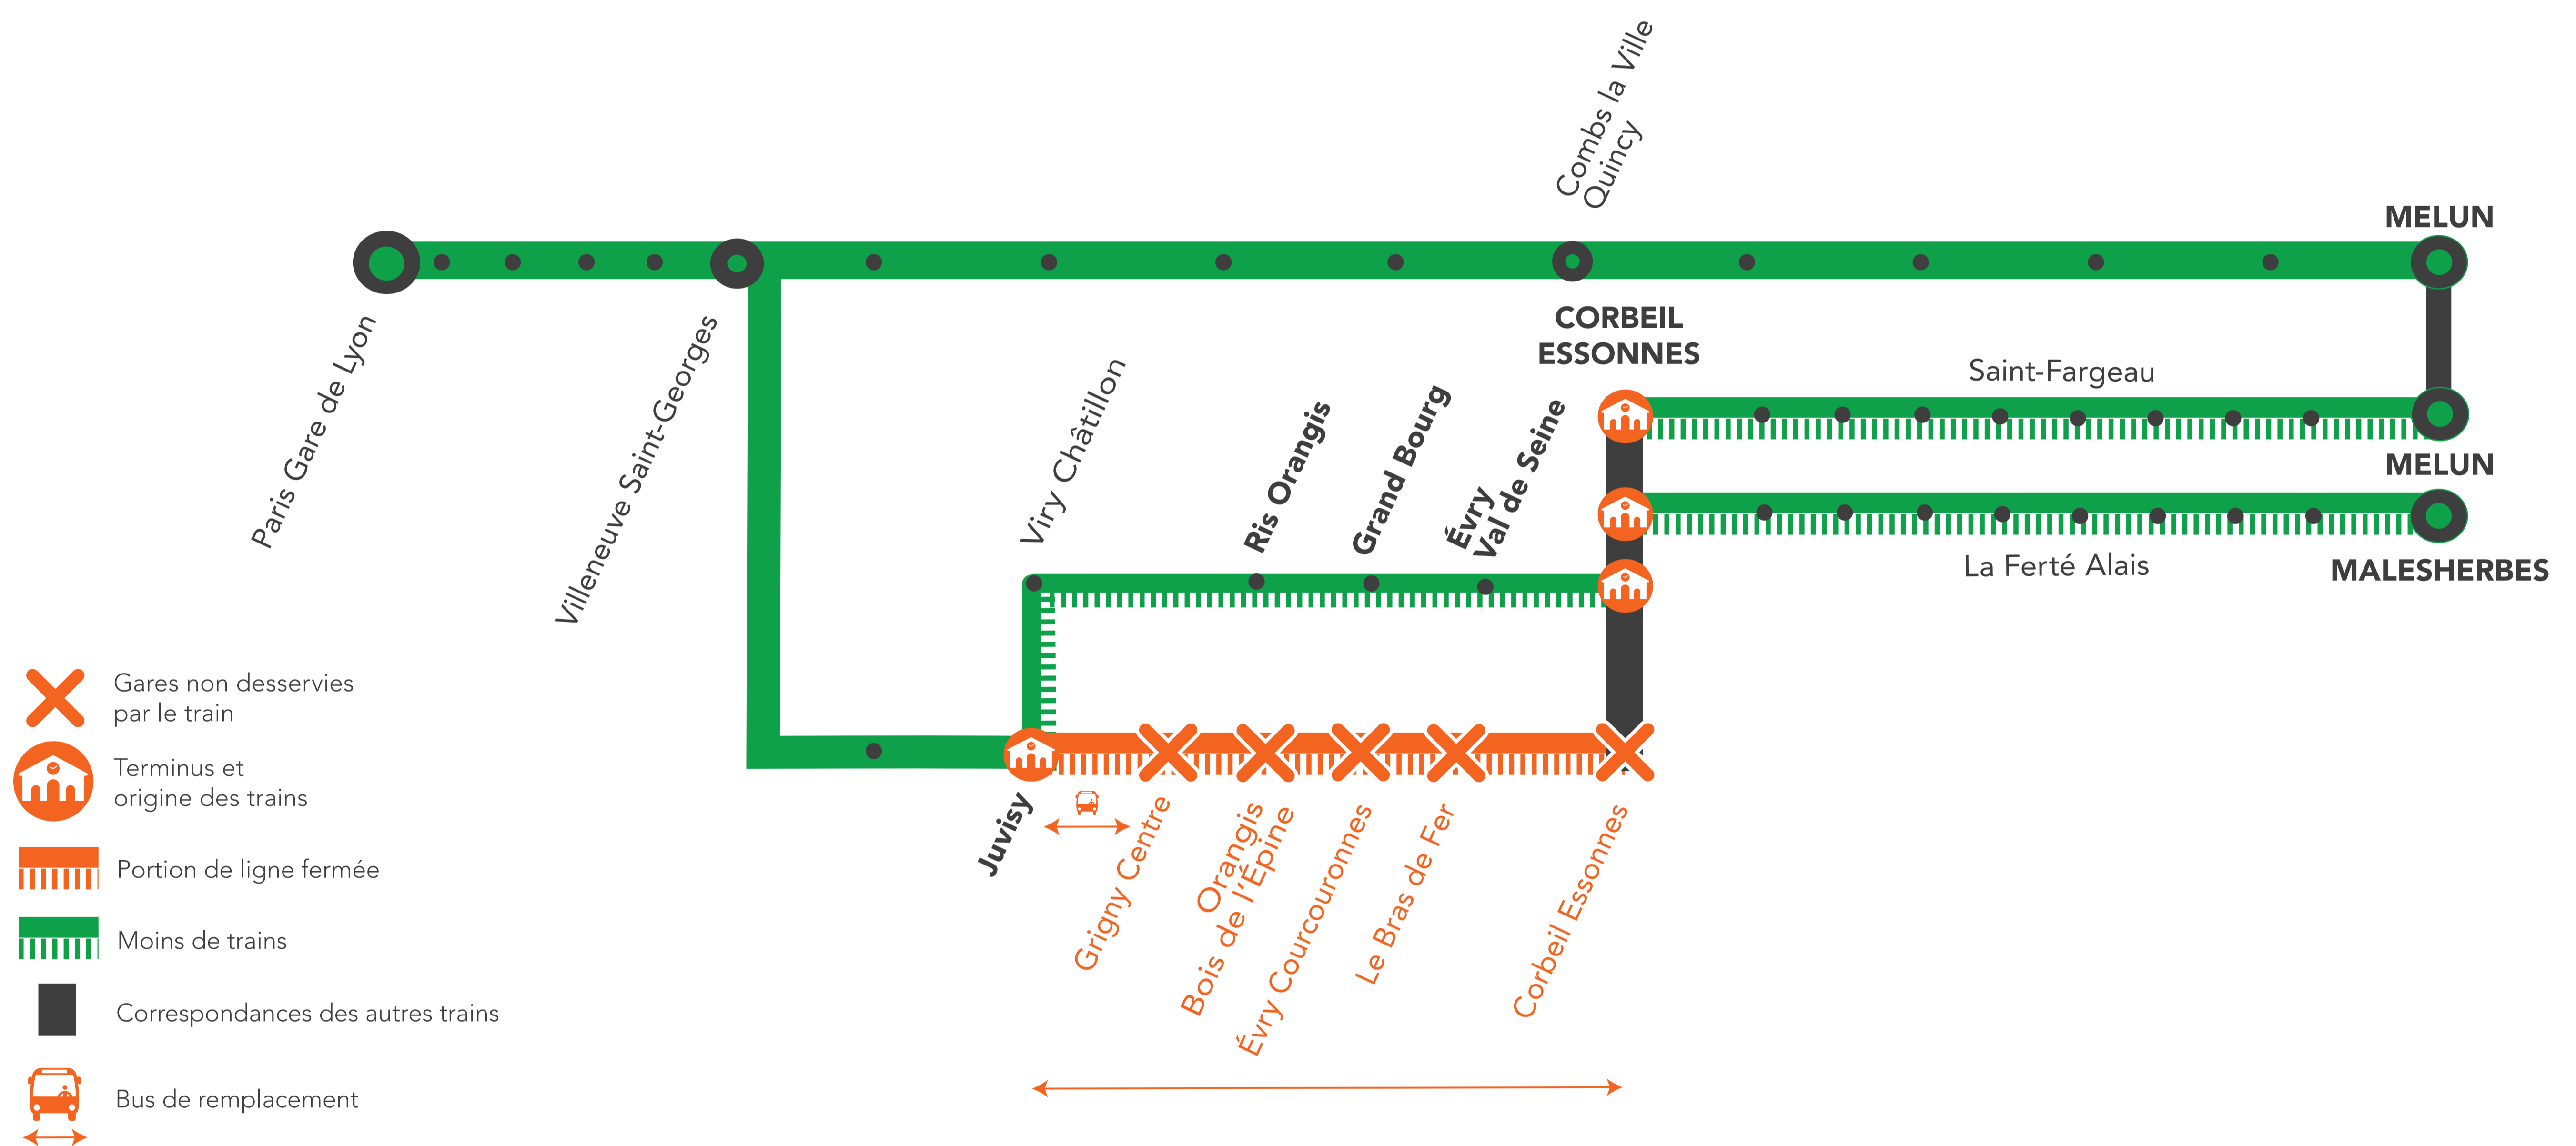 Combs la Ville
Quincy
MELUN
Paris Gare de Lyon
Villeneuve Saint-Georges
CORBEIL
ESSONNES
Saint-Fargeau
MELUN
Viry Châtillon
Ris Orangis
Grand Bourg
Évry
Val de Seine
La Ferté Alais
MALESHERBES
Juvisy
Grigny Centre
Orangis
Bois de l'Épine
Évry Courcouronnes
Le Bras de Fer
Corbeil Essonnes
Gares non desservies
par le train
Terminus et
origine des trains
Portion de ligne fermée
Moins de trains
Correspondances des autres trains
Bus de remplacement